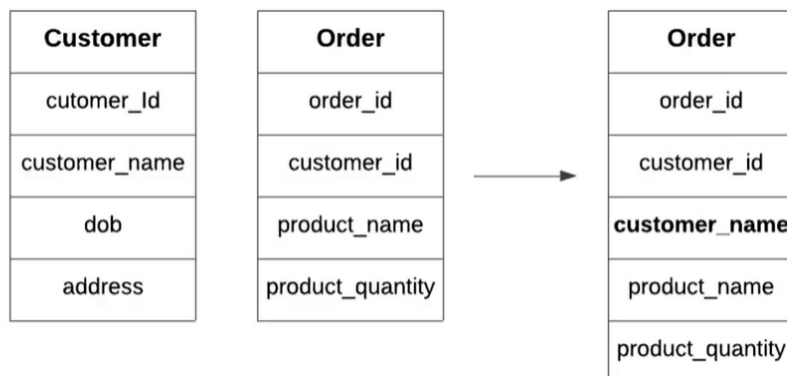 Customer
cutomer_Id
customer_name
dob
address
Order
order_id
customer_id
product_name
product_quantity
Order
order_id
customer_id
customer_name
product_name
product_quantity